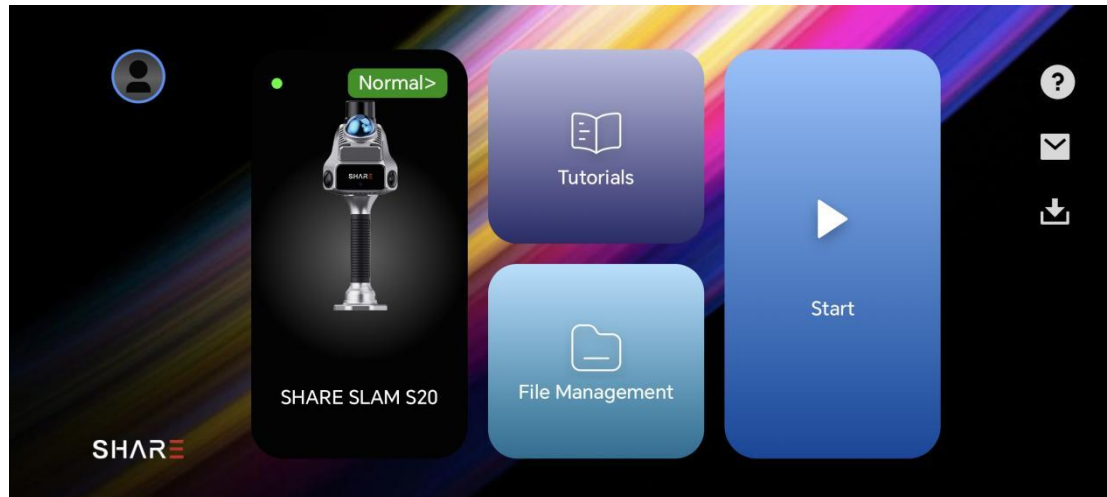 Normal>
SHARE
SHARE SLAM S20
Tutorials
File Management
Start
?
SHARE